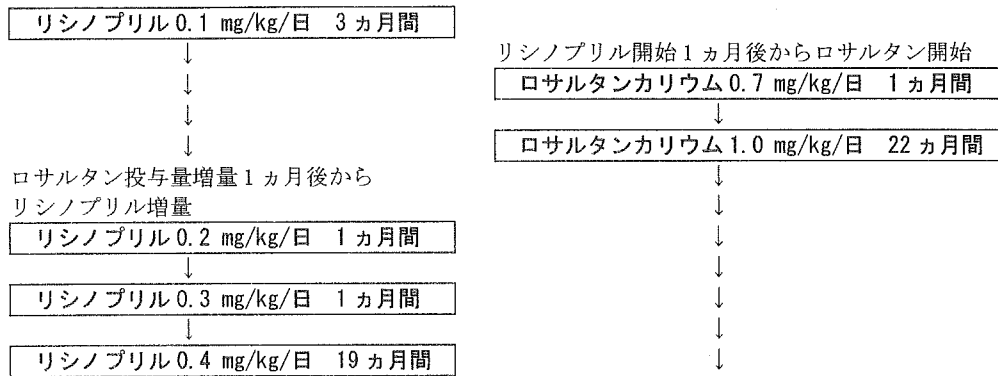 リシノプリル 0.1 mg/kg/日 3 ヵ月間
↓
↓
↓
↓
ロサルタン投与量増量1ヵ月後から
リシノプリル増量
リシノプリル 0.2 mg/kg/日 1 ヵ月間
↓
リシノプリル 0.3 mg/kg/日 1 ヵ月間
↓
リシノプリル 0.4 mg/kg/日 19 ヵ月間
リシノプリル開始1ヵ月後からロサルタン開始
ロサルタンカリウム 0.7 mg/kg/日 1 ヵ月間
↓
ロサルタンカリウム 1.0 mg/kg/日 22 ヵ月間
↓
↓
↓
↓
↓
↓
↓